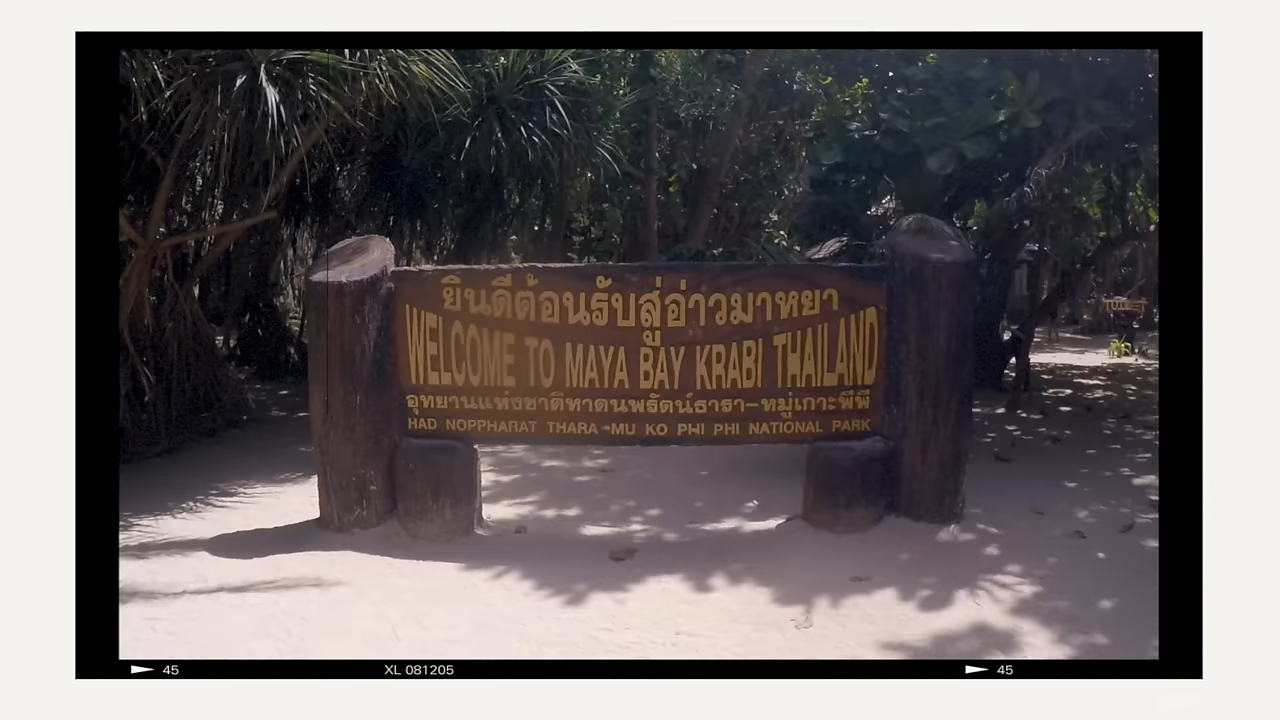 ยินดีต้อนรับสู่อ่าวมาหยา
WELCOME TO MAYA BAY KRABI THAILAND
อุทยานแห่งชาติหาดนพรัตน์ธารา-หมู่เกาะพีพี
HAD NOPPHARAT THARA-MU KO PHI PHI NATIONAL PARK
45 XL 081205 45